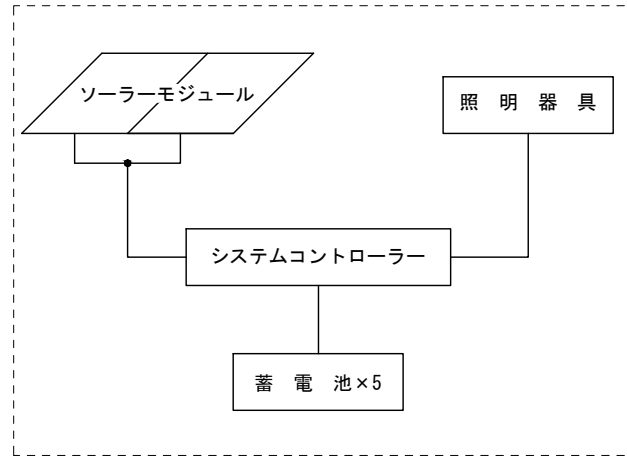 ソーラーモジュール
照　明　器　具
システムコントローラー
蓄　電　池×5